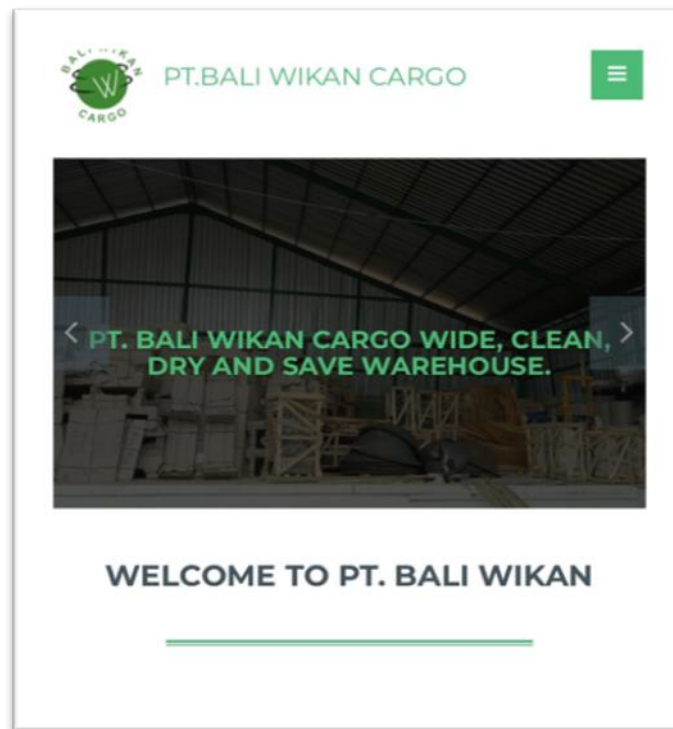 BALI WIKAN
W
CARGO
PT.BALI WIKAN CARGO
PT. BALI WIKAN CARGO WIDE, CLEAN,
DRY AND SAVE WAREHOUSE.
WELCOME TO PT. BALI WIKAN